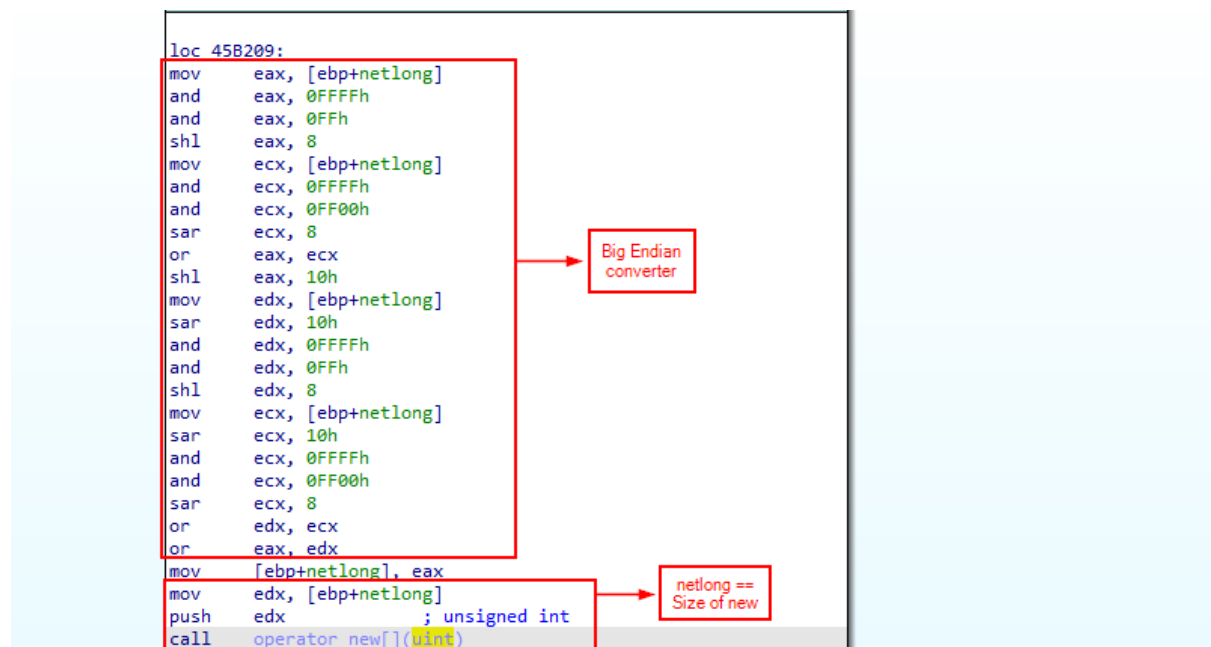 loc_45B209:
mov eax, [ebp+netlong]
and eax, 0FFFFh
and eax, 0FFh
shl eax, 8
mov ecx, [ebp+netlong]
and ecx, 0FFFFh
and ecx, 0FF00h
sar ecx, 8
or eax, ecx
shl eax, 10h
mov edx, [ebp+netlong]
sar edx, 10h
and edx, 0FFFFh
and edx, 0FFh
shl edx, 8
mov ecx, [ebp+netlong]
sar ecx, 10h
and ecx, 0FFFFh
and ecx, 0FF00h
sar ecx, 8
or edx, ecx
or eax, edx
mov [ebp+netlong], eax
mov edx, [ebp+netlong]
push edx ; unsigned int
call operator new[](uint)
Big Endian
converter
netlong ==
Size of new